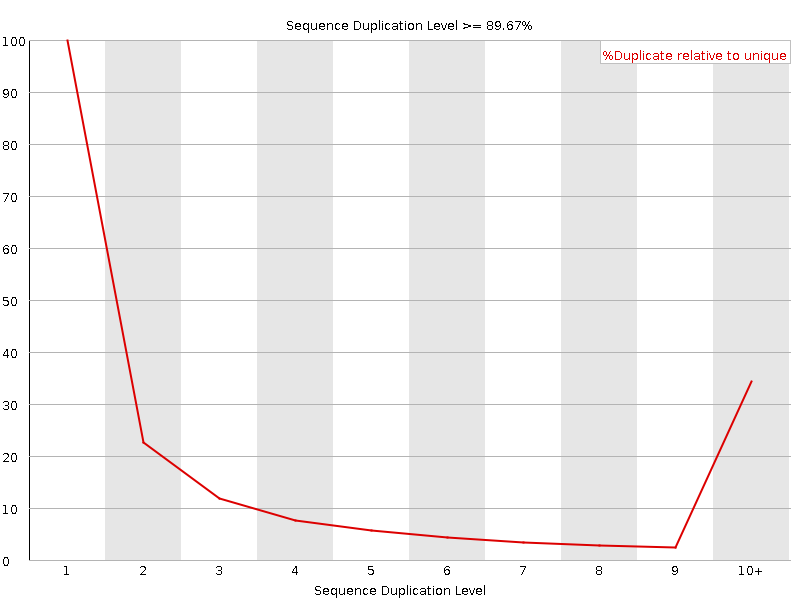 Sequence Duplication Level >= 89.67%
%Duplicate relative to unique
100
90
80
70
60
50
40
30
20
10
0
1 2 3 4 5 6 7 8 9 10+
Sequence Duplication Level